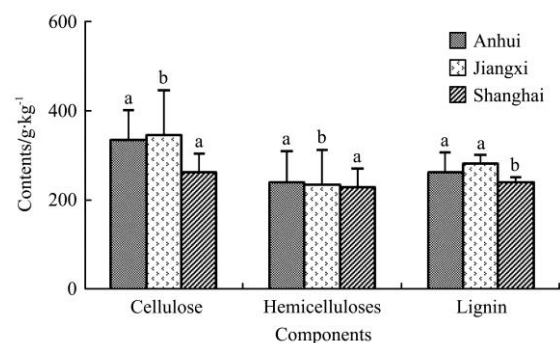 600
400
200
0
Contents/g·kg⁻¹
Anhui
Jiangxi
Shanghai
a b a
a b a
a a b
Cellulose Hemicelluloses Lignin
Components